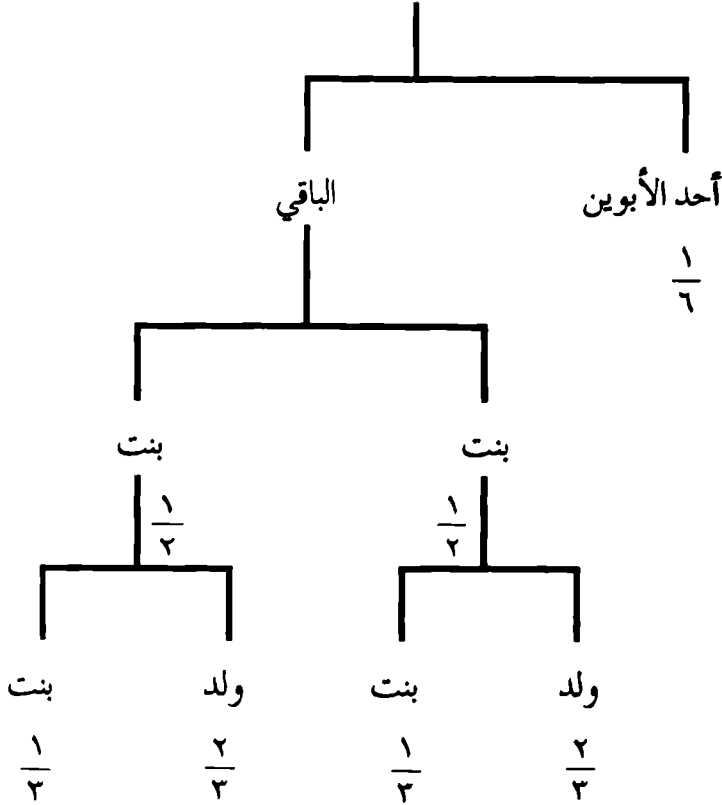 أحد الأبوين الباقي
١/٦
بنت بنت
١/٢ ١/٢
ولد بنت ولد بنت
٢/٣ ١/٣ ٢/٣ ١/٣